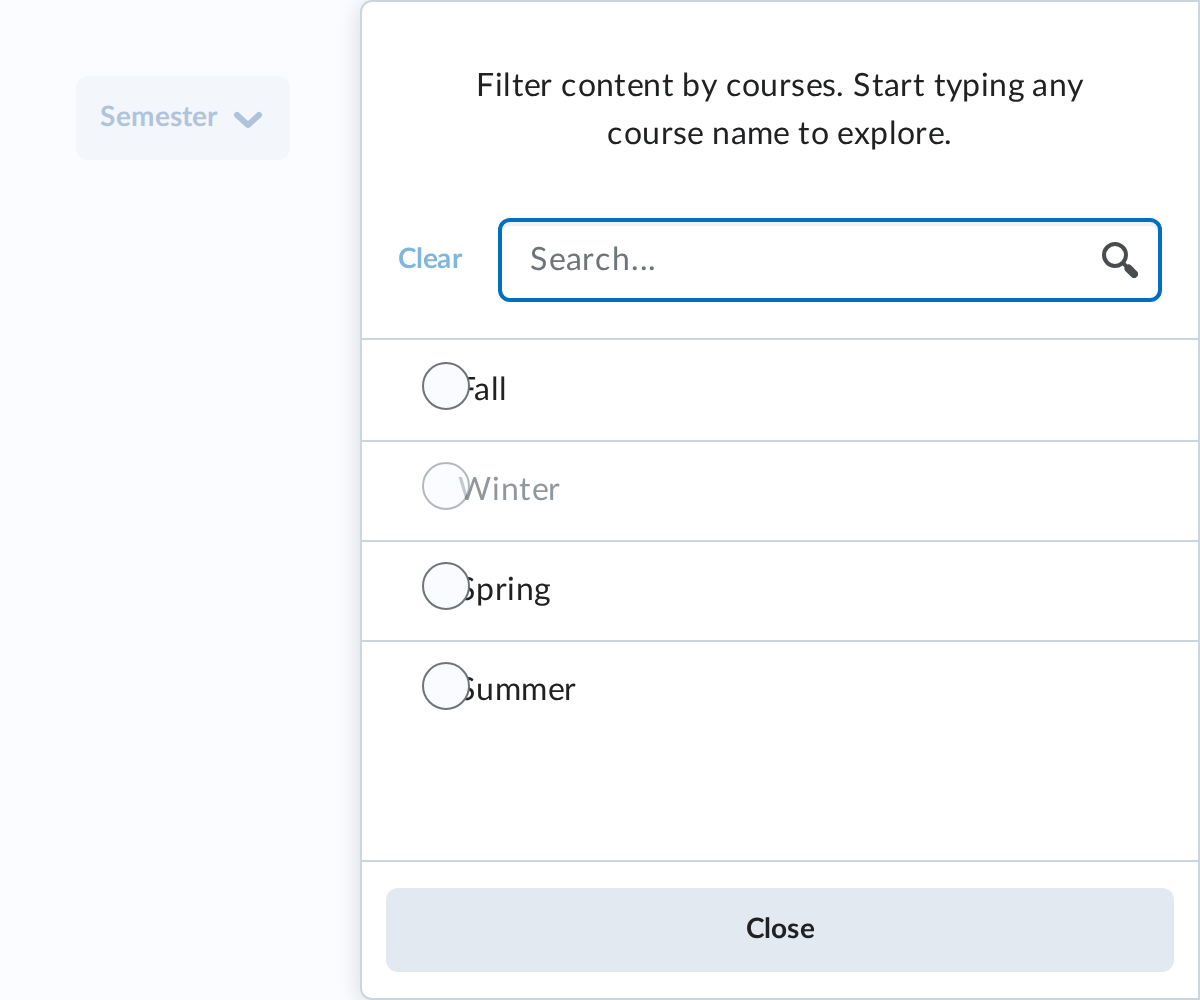 Semester
Filter content by courses. Start typing any
course name to explore.
Clear
Search...
Fall
Winter
Spring
Summer
Close